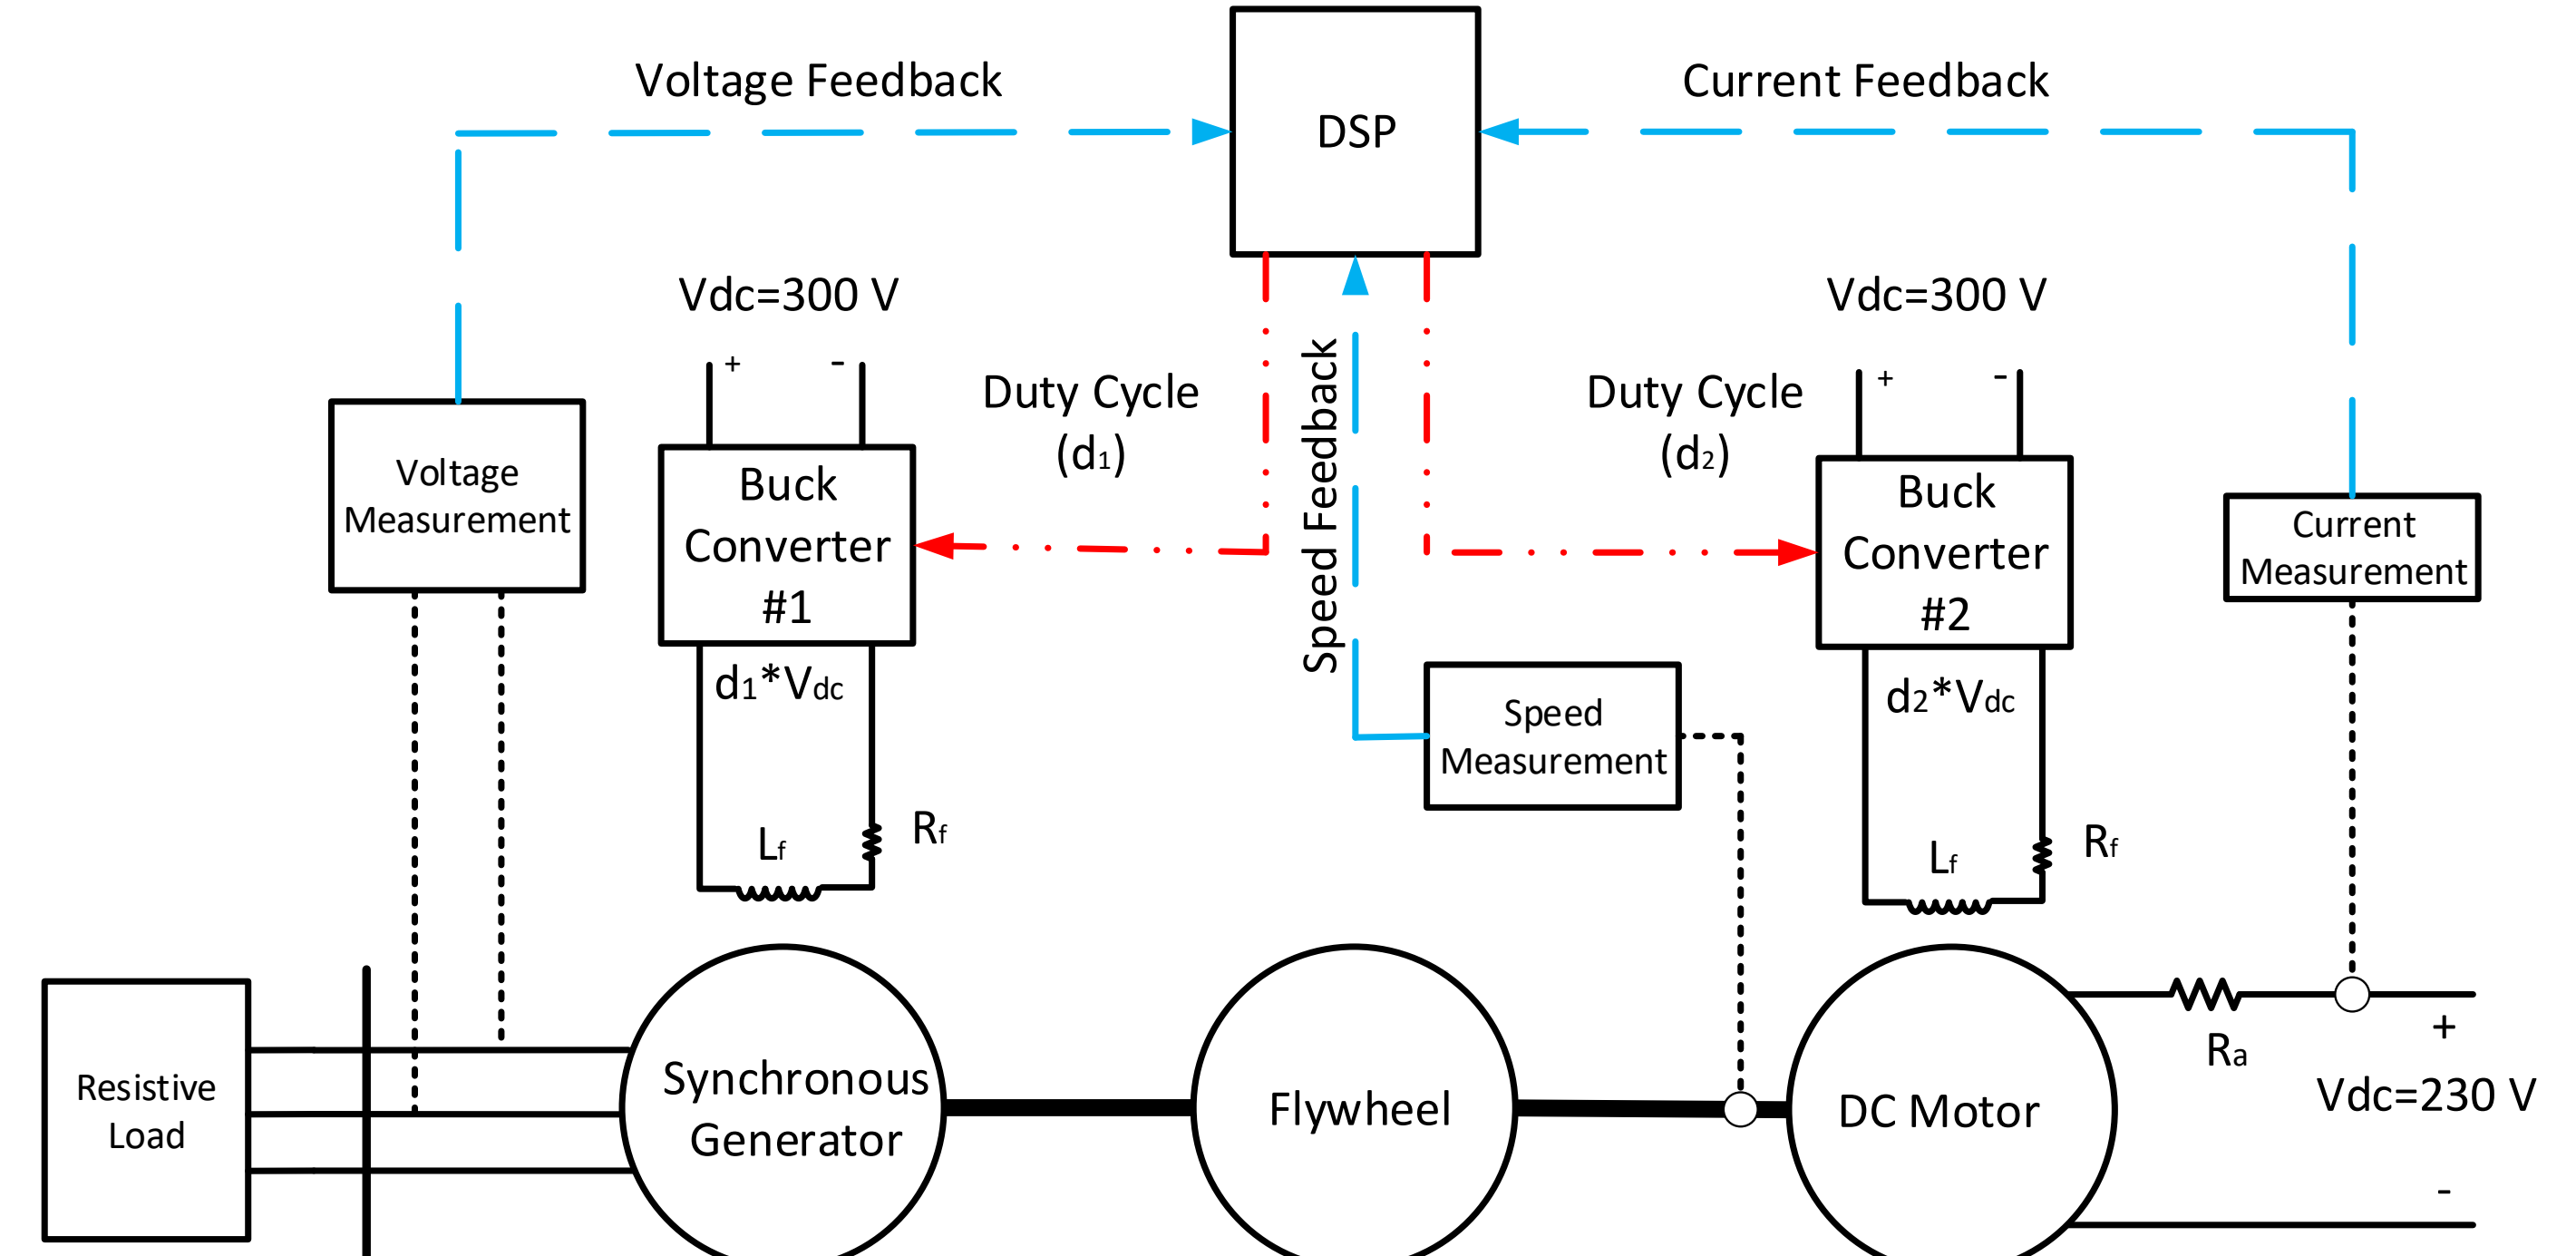 Voltage Feedback
DSP
Current Feedback
Vdc=300 V
+ -
Vdc=300 V
+ -
Duty Cycle
(d1)
Speed Feedback
Duty Cycle
(d2)
Voltage
Measurement
Buck
Converter
#1
Buck
Converter
#2
Current
Measurement
d1*Vdc
d2*Vdc
Speed
Measurement
Lf
Rf
Lf
Rf
Resistive
Load
Synchronous
Generator
Flywheel
DC Motor
Ra
+
Vdc=230 V
-